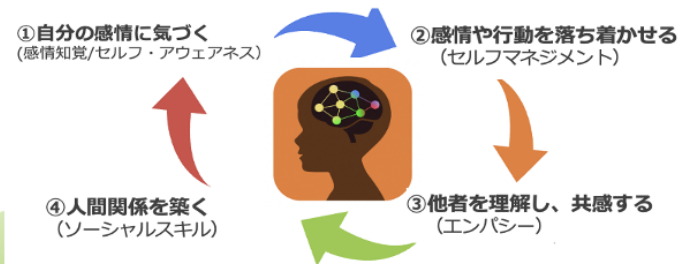 ①自分の感情に気づく
(感情知覚/セルフ・アウェアネス)
②感情や行動を落ち着かせる
（セルフマネジメント）
③他者を理解し、共感する
（エンパシー）
④人間関係を築く
（ソーシャルスキル）